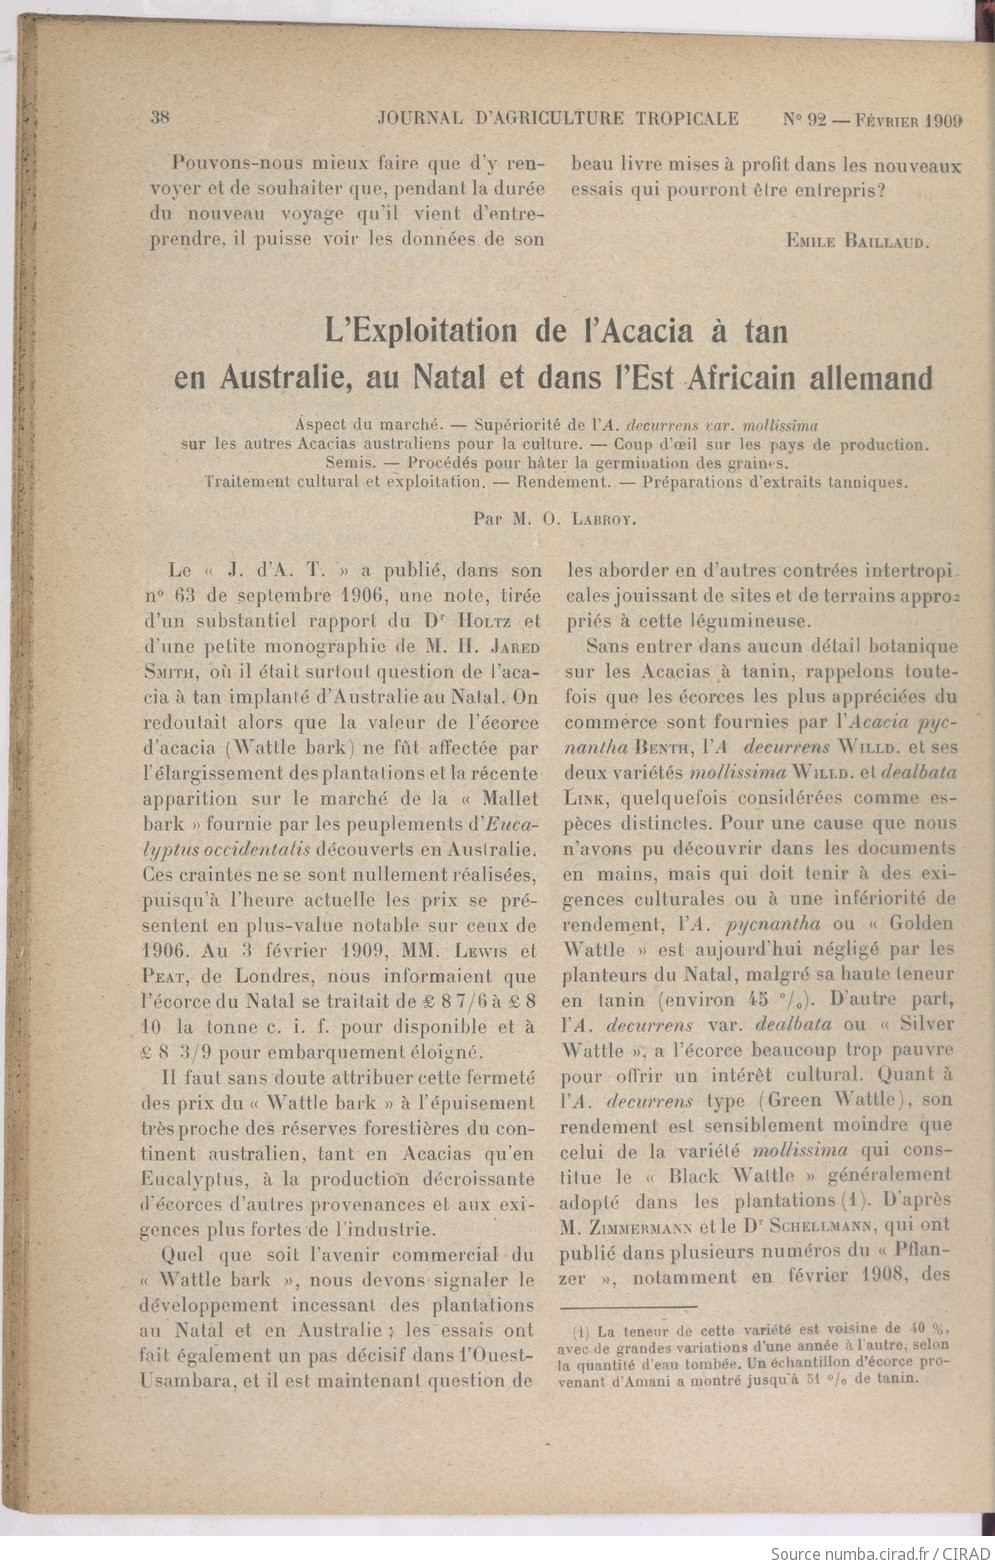 38 JOURNAL D'AGRICULTURE TROPICALE N° 92 — FÉVRIER 1909
Pouvons-nous mieux faire que d'y ren-
voyer et de souhaiter que, pendant la durée
du nouveau voyage qu'il vient d'entre-
prendre, il puisse voir les données de son
beau livre mises à profit dans les nouveaux
essais qui pourront être entrepris?
EMILE BAILLAUD.
L'Exploitation de l'Acacia à tan
en Australie, au Natal et dans l'Est Africain allemand
Aspect du marché. — Supériorité de l'A. decurrens var. mollissima
sur les autres Acacias australiens pour la culture. — Coup d'œil sur les pays de production.
Semis. — Procédés pour hâter la germination des graines.
Traitement cultural et exploitation. — Rendement. — Préparations d'extraits tanniques.
Par M. O. LABROY.
Le « J. d'A. T. » a publié, dans son
n° 63 de septembre 1906, une note, tirée
d'un substantiel rapport du Dr HOLTZ et
d'une petite monographie de M. H. JARED
SMITH, où il était surtout question de l'aca-
cia à tan implanté d'Australie au Natal. On
redoutait alors que la valeur de l'écorce
d'acacia (Wattle bark) ne fût affectée par
l'élargissement des plantations et la récente
apparition sur le marché de la « Mallet
bark » fournie par les peuplements d'Euca-
lyptus occidentalis découverts en Australie.
Ces craintes ne se sont nullement réalisées,
puisqu'à l'heure actuelle les prix se pré-
sentent en plus-value notable sur ceux de
1906. Au 3 février 1909, MM. LEWIS et
PEAT, de Londres, nous informaient que
l'écorce du Natal se traitait de £ 8 7/6 à £ 8
10 la tonne c. i. f. pour disponible et à
£ 8 3/9 pour embarquement éloigné.
Il faut sans doute attribuer cette fermeté
des prix du « Wattle bark » à l'épuisement
très proche des réserves forestières du con-
tinent australien, tant en Acacias qu'en
Eucalyptus, à la production décroissante
d'écorces d'autres provenances et aux exi-
gences plus fortes de l'industrie.
Quel que soit l'avenir commercial du
« Wattle bark », nous devons signaler le
développement incessant des plantations
au Natal et en Australie ; les essais ont
fait également un pas décisif dans l'Ouest-
Usambara, et il est maintenant question de
les aborder en d'autres contrées intertropi-
cales jouissant de sites et de terrains appro-
priés à cette légumineuse.
Sans entrer dans aucun détail botanique
sur les Acacias à tanin, rappelons toute-
fois que les écorces les plus appréciées du
commerce sont fournies par l'Acacia pyc-
nantha BENTH, l'A decurrens WILLD. et ses
deux variétés mollissima WILLD. et dealbata
LINK, quelquefois considérées comme es-
pèces distinctes. Pour une cause que nous
n'avons pu découvrir dans les documents
en mains, mais qui doit tenir à des exi-
gences culturales ou à une infériorité de
rendement, l'A. pycnantha ou « Golden
Wattle » est aujourd'hui négligé par les
planteurs du Natal, malgré sa haute teneur
en tanin (environ 45 °/o). D'autre part,
l'A. decurrens var. dealbata ou « Silver
Wattle », a l'écorce beaucoup trop pauvre
pour offrir un intérêt cultural. Quant à
l'A. decurrens type (Green Wattle), son
rendement est sensiblement moindre que
celui de la variété mollissima qui cons-
titue le « Black Wattle » généralement
adopté dans les plantations (1). D'après
M. ZIMMERMANN et le Dr SCHELLMANN, qui ont
publié dans plusieurs numéros du « Pflan-
zer », notamment en février 1908, des
(1) La teneur de cette variété est voisine de 40 %,
avec de grandes variations d'une année à l'autre, selon
la quantité d'eau tombée. Un échantillon d'écorce pro-
venant d'Amani a montré jusqu'à 51 °/o de tanin.
Source numba.cirad.fr / CIRAD